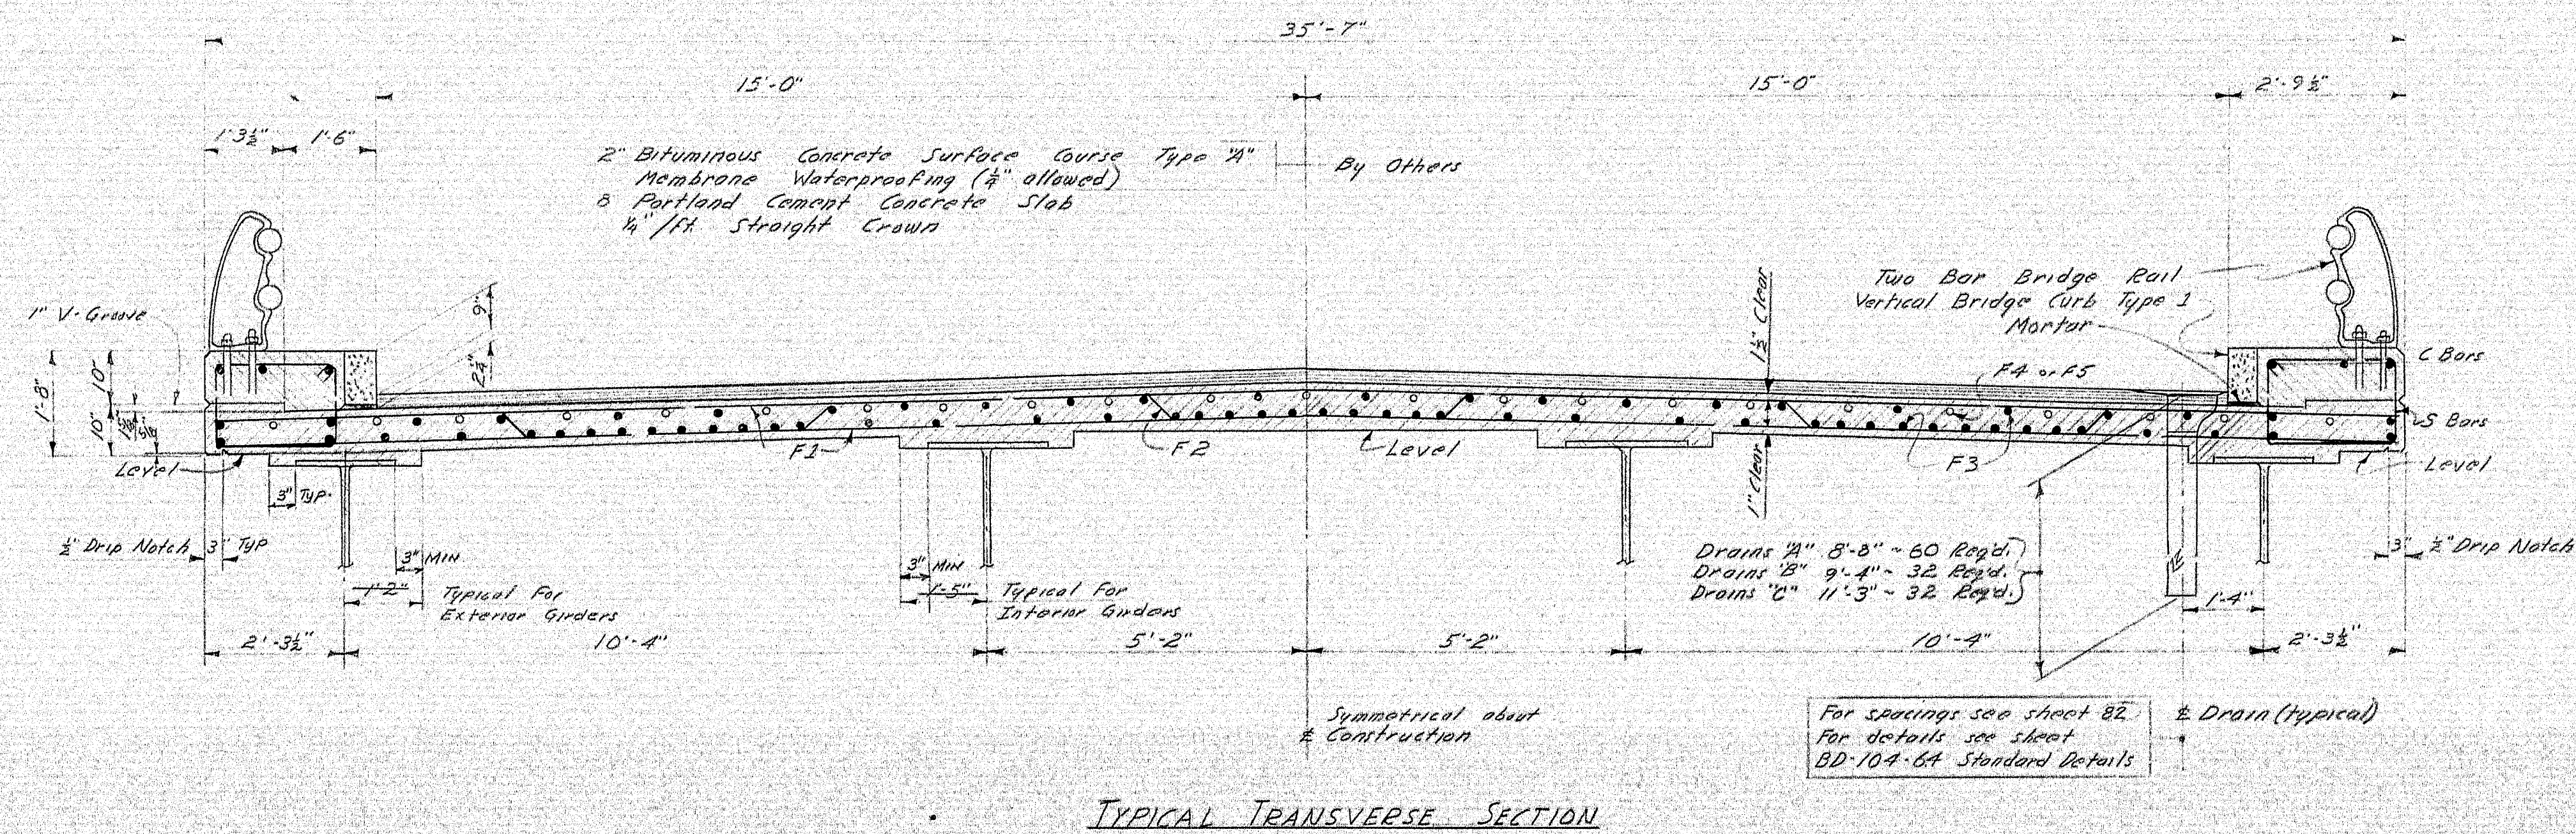 35'-7"
15'-0"
15'-0"
2'-9½"
1'3½"
1'-6"
2" Bituminous Concrete Surface Course Type "A"
Membrane Waterproofing (¼" allowed)
By Others
8 Portland Cement Concrete Slab
¼"/ft. Straight Crown
Two Bar Bridge Rail
Vertical Bridge Curb Type 1
Mortar
1" V-Groove
9"
2¼"
1½" Clear
F4 or F5
C Bars
1'-8"
10"
10"
S Bars
Level
F1
F2
Level
F3
Level
1" Clear
3" Typ.
½" Drip Notch
3" Typ
3" MIN.
1'-2"
Typical For
Exterior Girders
3" MIN
1'-5"
Typical For
Interior Girders
Drains "A" 8'-8" ~ 60 Req'd.
Drains "B" 9'-4" ~ 32 Req'd.
Drains "C" 11'-3" ~ 32 Req'd.
3"
½" Drip Notch
1'-4"
2'-3½"
10'-4"
5'-2"
5'-2"
10'-4"
2'-3½"
Symmetrical about
℄ Construction
For spacings see sheet 82
For details see sheet
BD-104-64 Standard Details
℄ Drain (typical)
TYPICAL TRANSVERSE SECTION